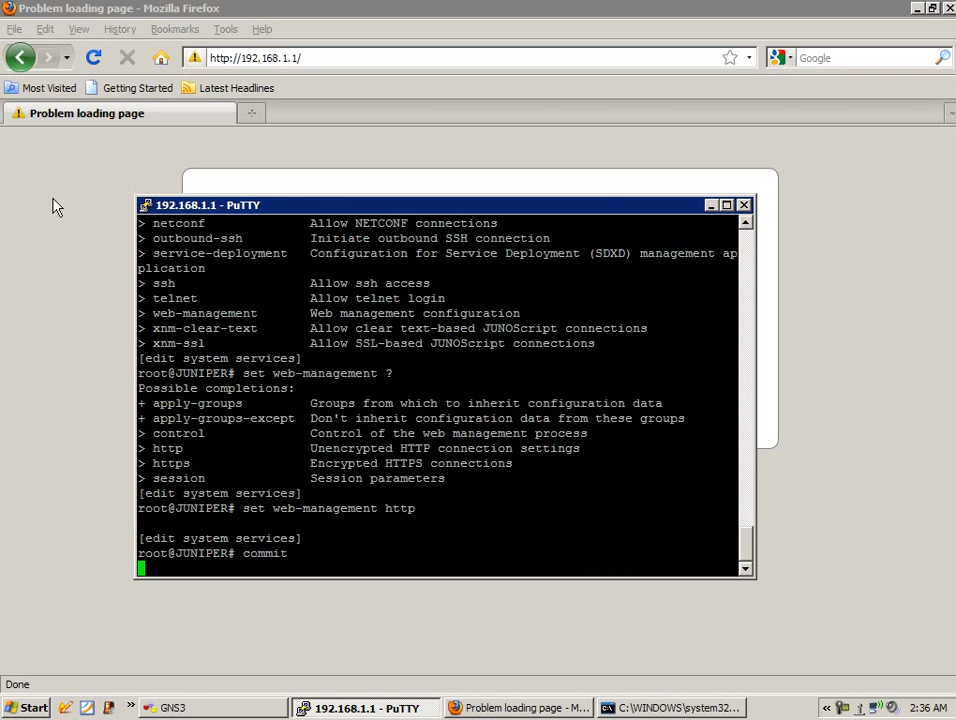 Problem loading page - Mozilla Firefox
File Edit View History Bookmarks Tools Help
http://192.168.1.1/
Google
Most Visited Getting Started Latest Headlines
Problem loading page
192.168.1.1 - PuTTY
> netconf Allow NETCONF connections
> outbound-ssh Initiate outbound SSH connection
> service-deployment Configuration for Service Deployment (SDXD) management ap
plication
> ssh Allow ssh access
> telnet Allow telnet login
> web-management Web management configuration
> xnm-clear-text Allow clear text-based JUNOScript connections
> xnm-ssl Allow SSL-based JUNOScript connections
[edit system services]
root@JUNIPER# set web-management ?
Possible completions:
+ apply-groups Groups from which to inherit configuration data
+ apply-groups-except Don't inherit configuration data from these groups
> control Control of the web management process
> http Unencrypted HTTP connection settings
> https Encrypted HTTPS connections
> session Session parameters
[edit system services]
root@JUNIPER# set web-management http
[edit system services]
root@JUNIPER# commit
Done
Start » GNS3 192.168.1.1 - PuTTY Problem loading page - M... C:\WINDOWS\system32... « 2:36 AM